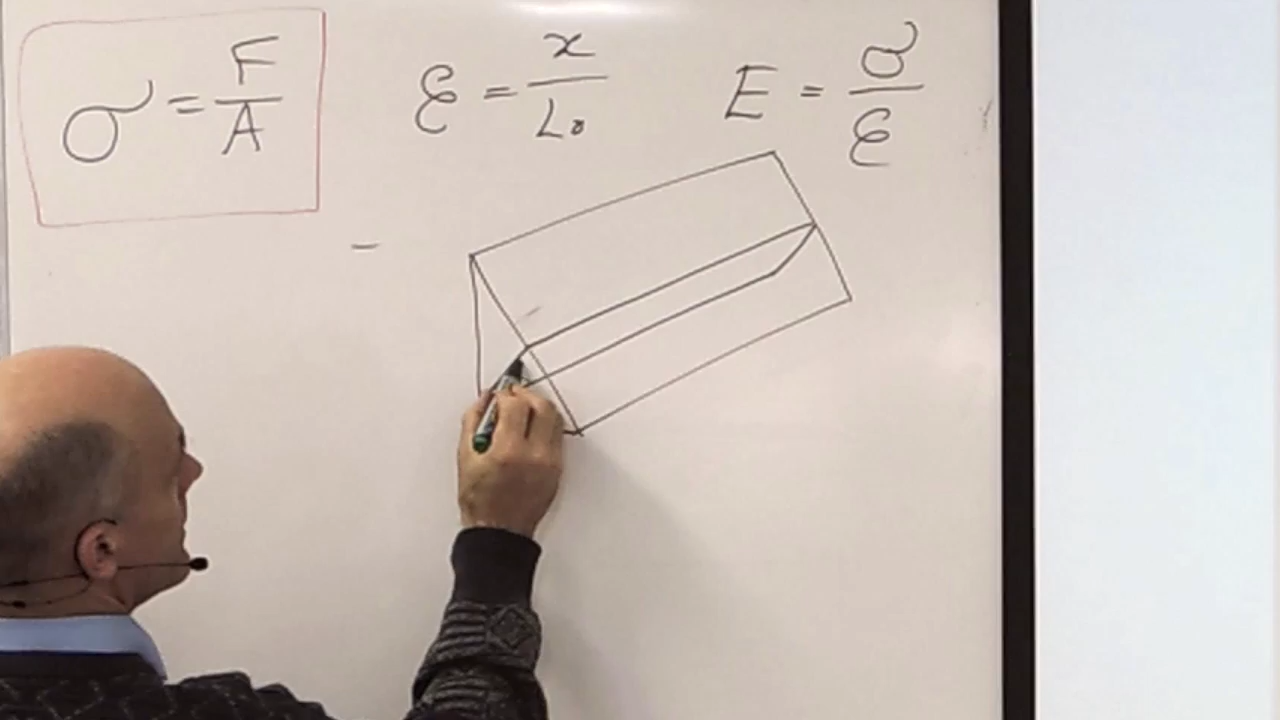 σ = F/A
ε = x/L₀
E = σ/ε